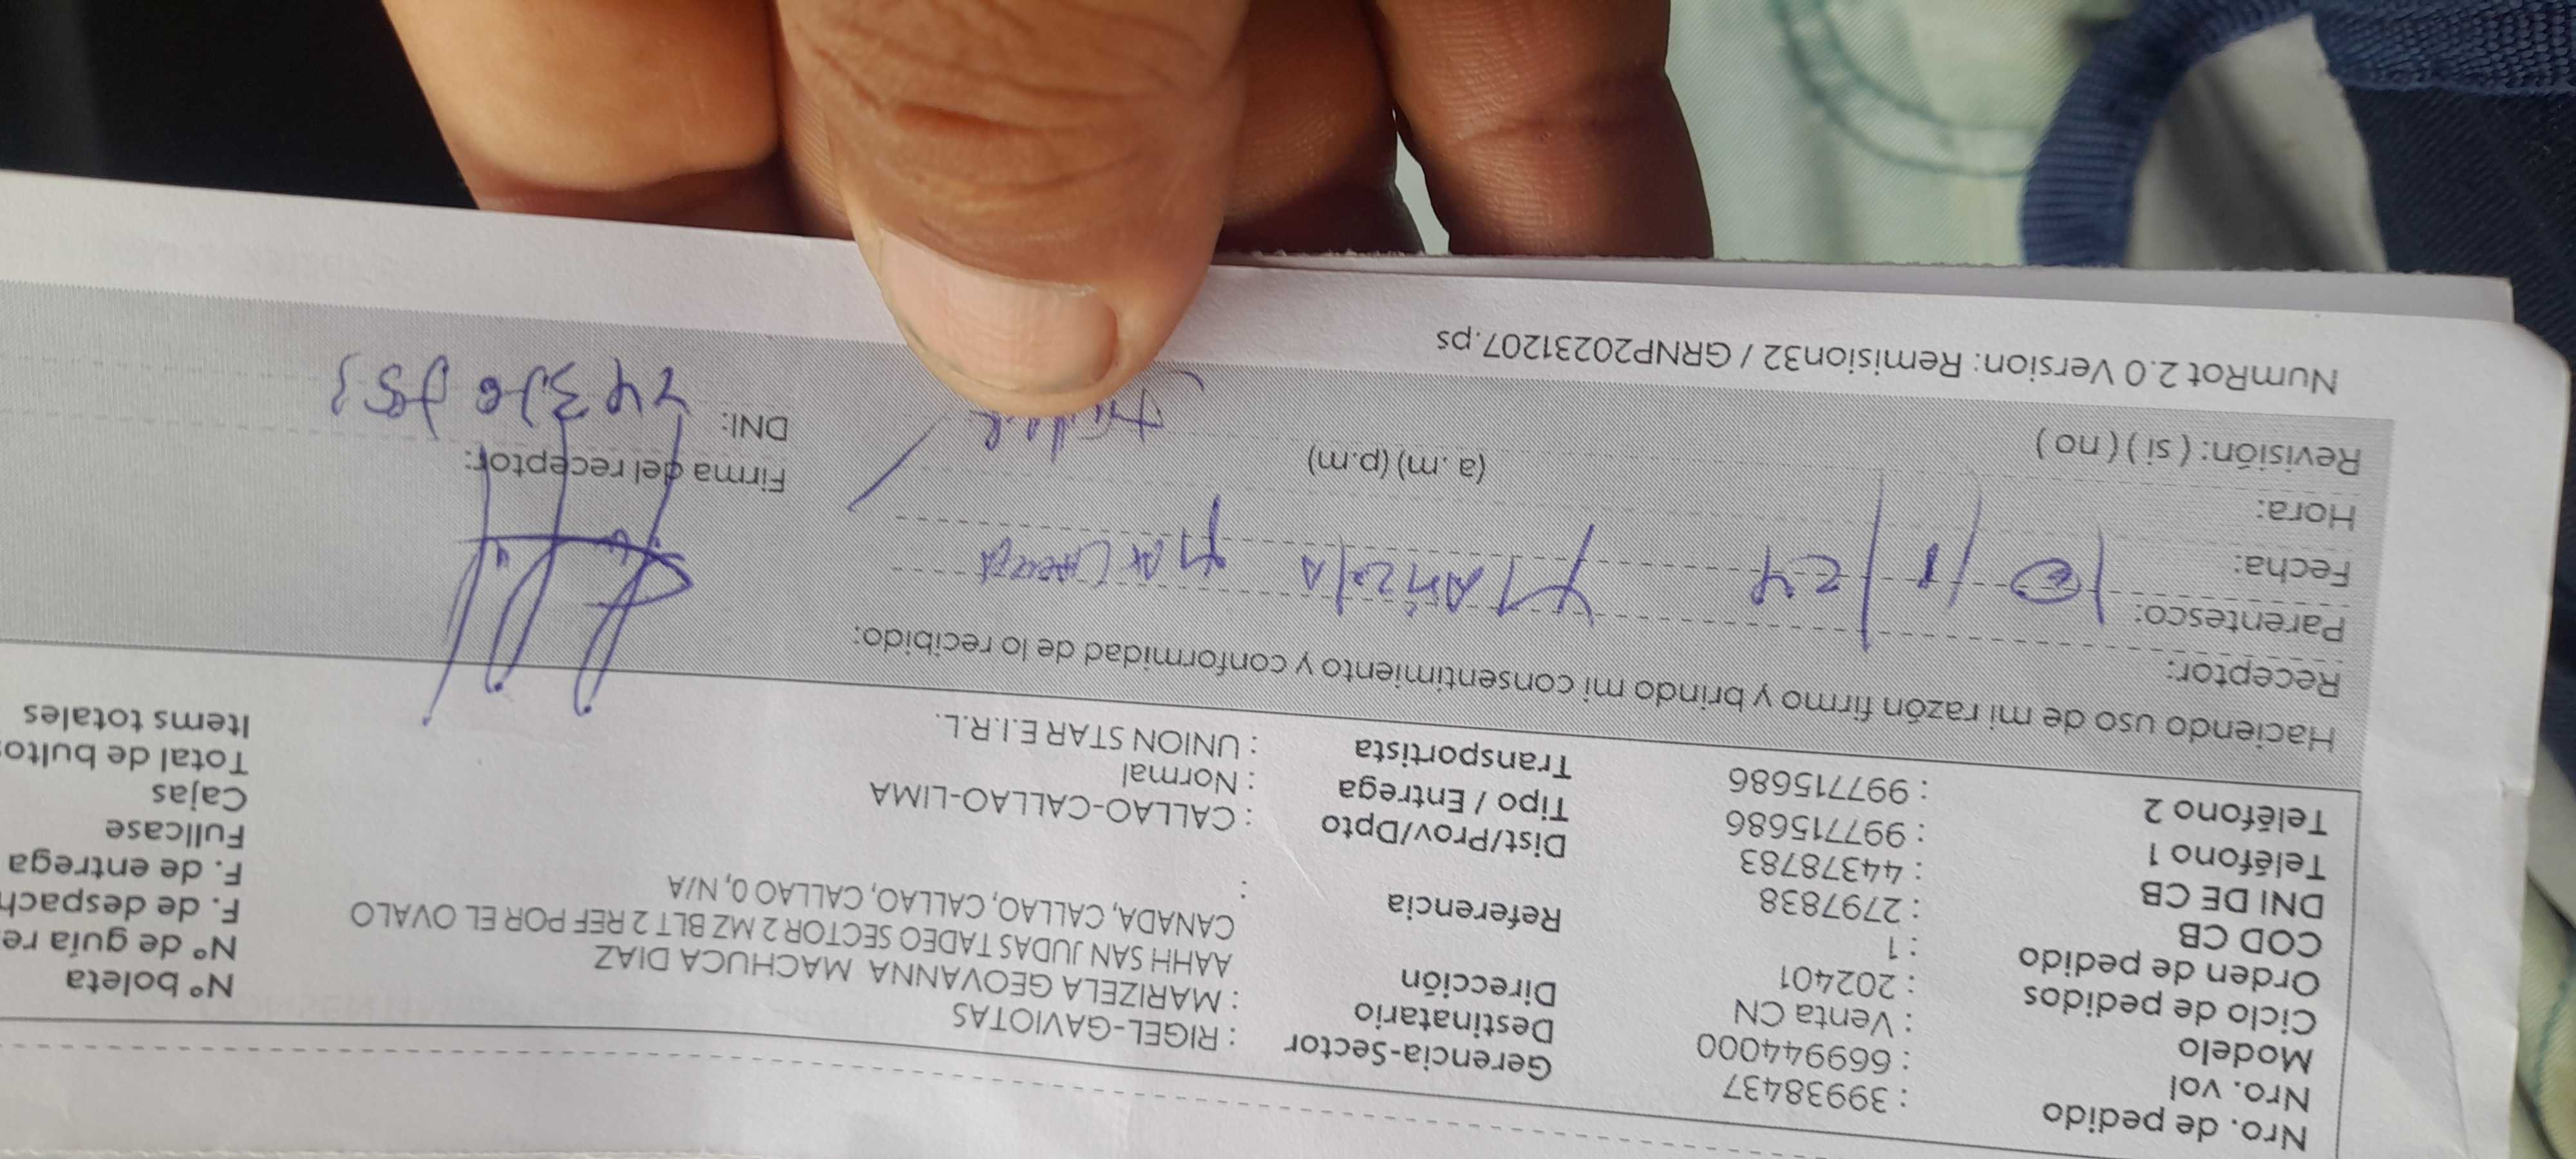 Nro. de pedido : 39938437
Nro. vol : 669944000
Modelo : Venta CN
Ciclo de pedidos : 202401
Orden de pedido : 1
COD CB : 2797838
DNI DE CB : 44378783
Teléfono 1 : 997715686
Teléfono 2 : 997715686
Gerencia-Sector : RIGEL-GAVIOTAS
Destinatario : MARIZELA GEOVANNA MACHUCA DIAZ
Dirección : AAHH SAN JUDAS TADEO SECTOR 2 MZ BLT 2 REF POR EL OVALO
CANADA, CALLAO, CALLAO, CALLAO 0, N/A
Referencia :
Dist/Prov/Dpto : CALLAO-CALLAO-LIMA
Tipo / Entrega : Normal
Transportista : UNION STAR E.I.R.L.
Nº boleta
Nº de guía re
F. de despach
F. de entrega
Fullcase
Cajas
Total de bultos
Items totales
Haciendo uso de mi razón firmo y brindo mi consentimiento y conformidad de lo recibido:
Receptor:
Parentesco:
Fecha:
Hora:
(a. m) (p.m)
Revisión: ( si ) ( no )
Firma del receptor:
DNI:
NumRot 2.0 Version: Remision32 / GRNP20231207.ps